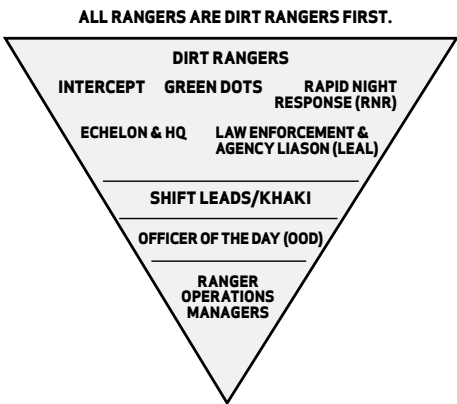 ALL RANGERS ARE DIRT RANGERS FIRST.
DIRT RANGERS
INTERCEPT GREEN DOTS RAPID NIGHT
RESPONSE (RNR)
ECHELON & HQ LAW ENFORCEMENT &
AGENCY LIASON (LEAL)
SHIFT LEADS/KHAKI
OFFICER OF THE DAY (OOD)
RANGER
OPERATIONS
MANAGERS